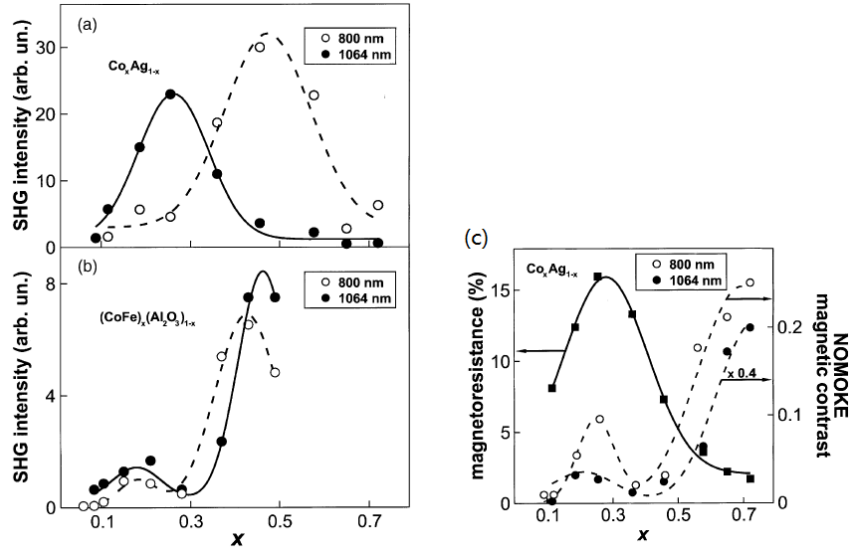 (a)
800 nm
1064 nm
CoxAg1-x
SHG intensity (arb. un.)
30
20
10
0
(b)
800 nm
1064 nm
(CoFe)x(Al2O3)1-x
SHG intensity (arb. un.)
8
4
0
0.1
0.3
0.5
0.7
x
(c)
CoxAg1-x
800 nm
1064 nm
magnetoresistance (%)
15
10
5
0
0.1
0.3
0.5
0.7
x
x 0.4
0.2
0.1
0
NOMOKE
magnetic contrast